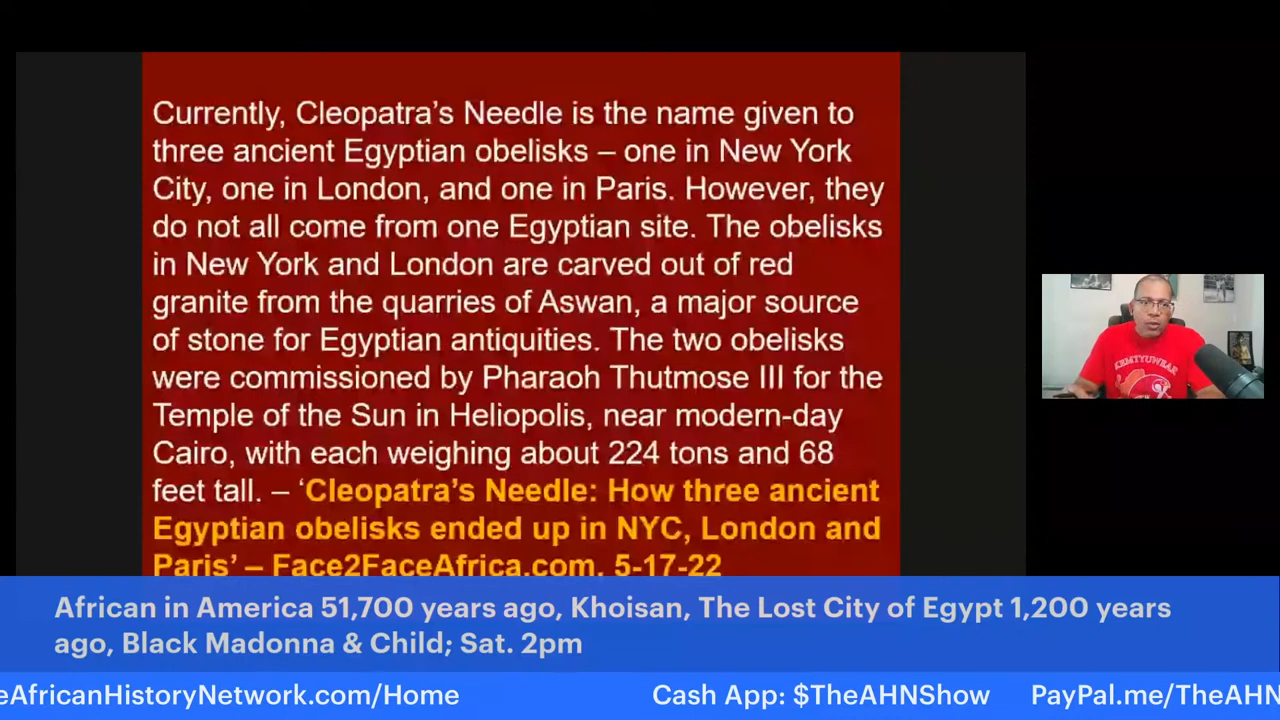 Currently, Cleopatra's Needle is the name given to
three ancient Egyptian obelisks – one in New York
City, one in London, and one in Paris. However, they
do not all come from one Egyptian site. The obelisks
in New York and London are carved out of red
granite from the quarries of Aswan, a major source
of stone for Egyptian antiquities. The two obelisks
were commissioned by Pharaoh Thutmose III for the
Temple of the Sun in Heliopolis, near modern-day
Cairo, with each weighing about 224 tons and 68
feet tall. – ‘Cleopatra's Needle: How three ancient
Egyptian obelisks ended up in NYC, London and
Paris’ – Face2FaceAfrica.com, 5-17-22
KEMTYUWEAR
African in America 51,700 years ago, Khoisan, The Lost City of Egypt 1,200 years
ago, Black Madonna & Child; Sat. 2pm
eAfricanHistoryNetwork.com/Home Cash App: $TheAHNShow PayPal.me/TheAHN